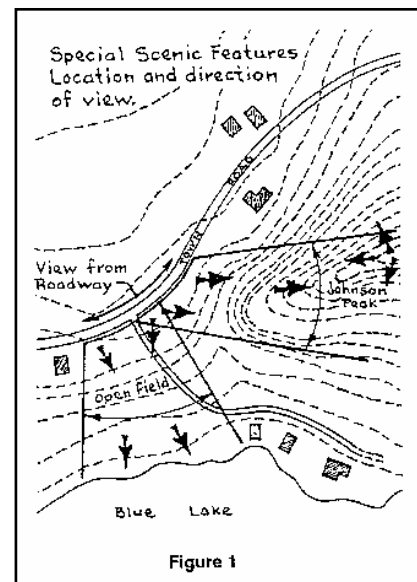 Special Scenic Features
Location and direction
of view.
TOWN ROAD
View from
Roadway
Johnson
Peak
Open Field
Blue Lake
Figure 1